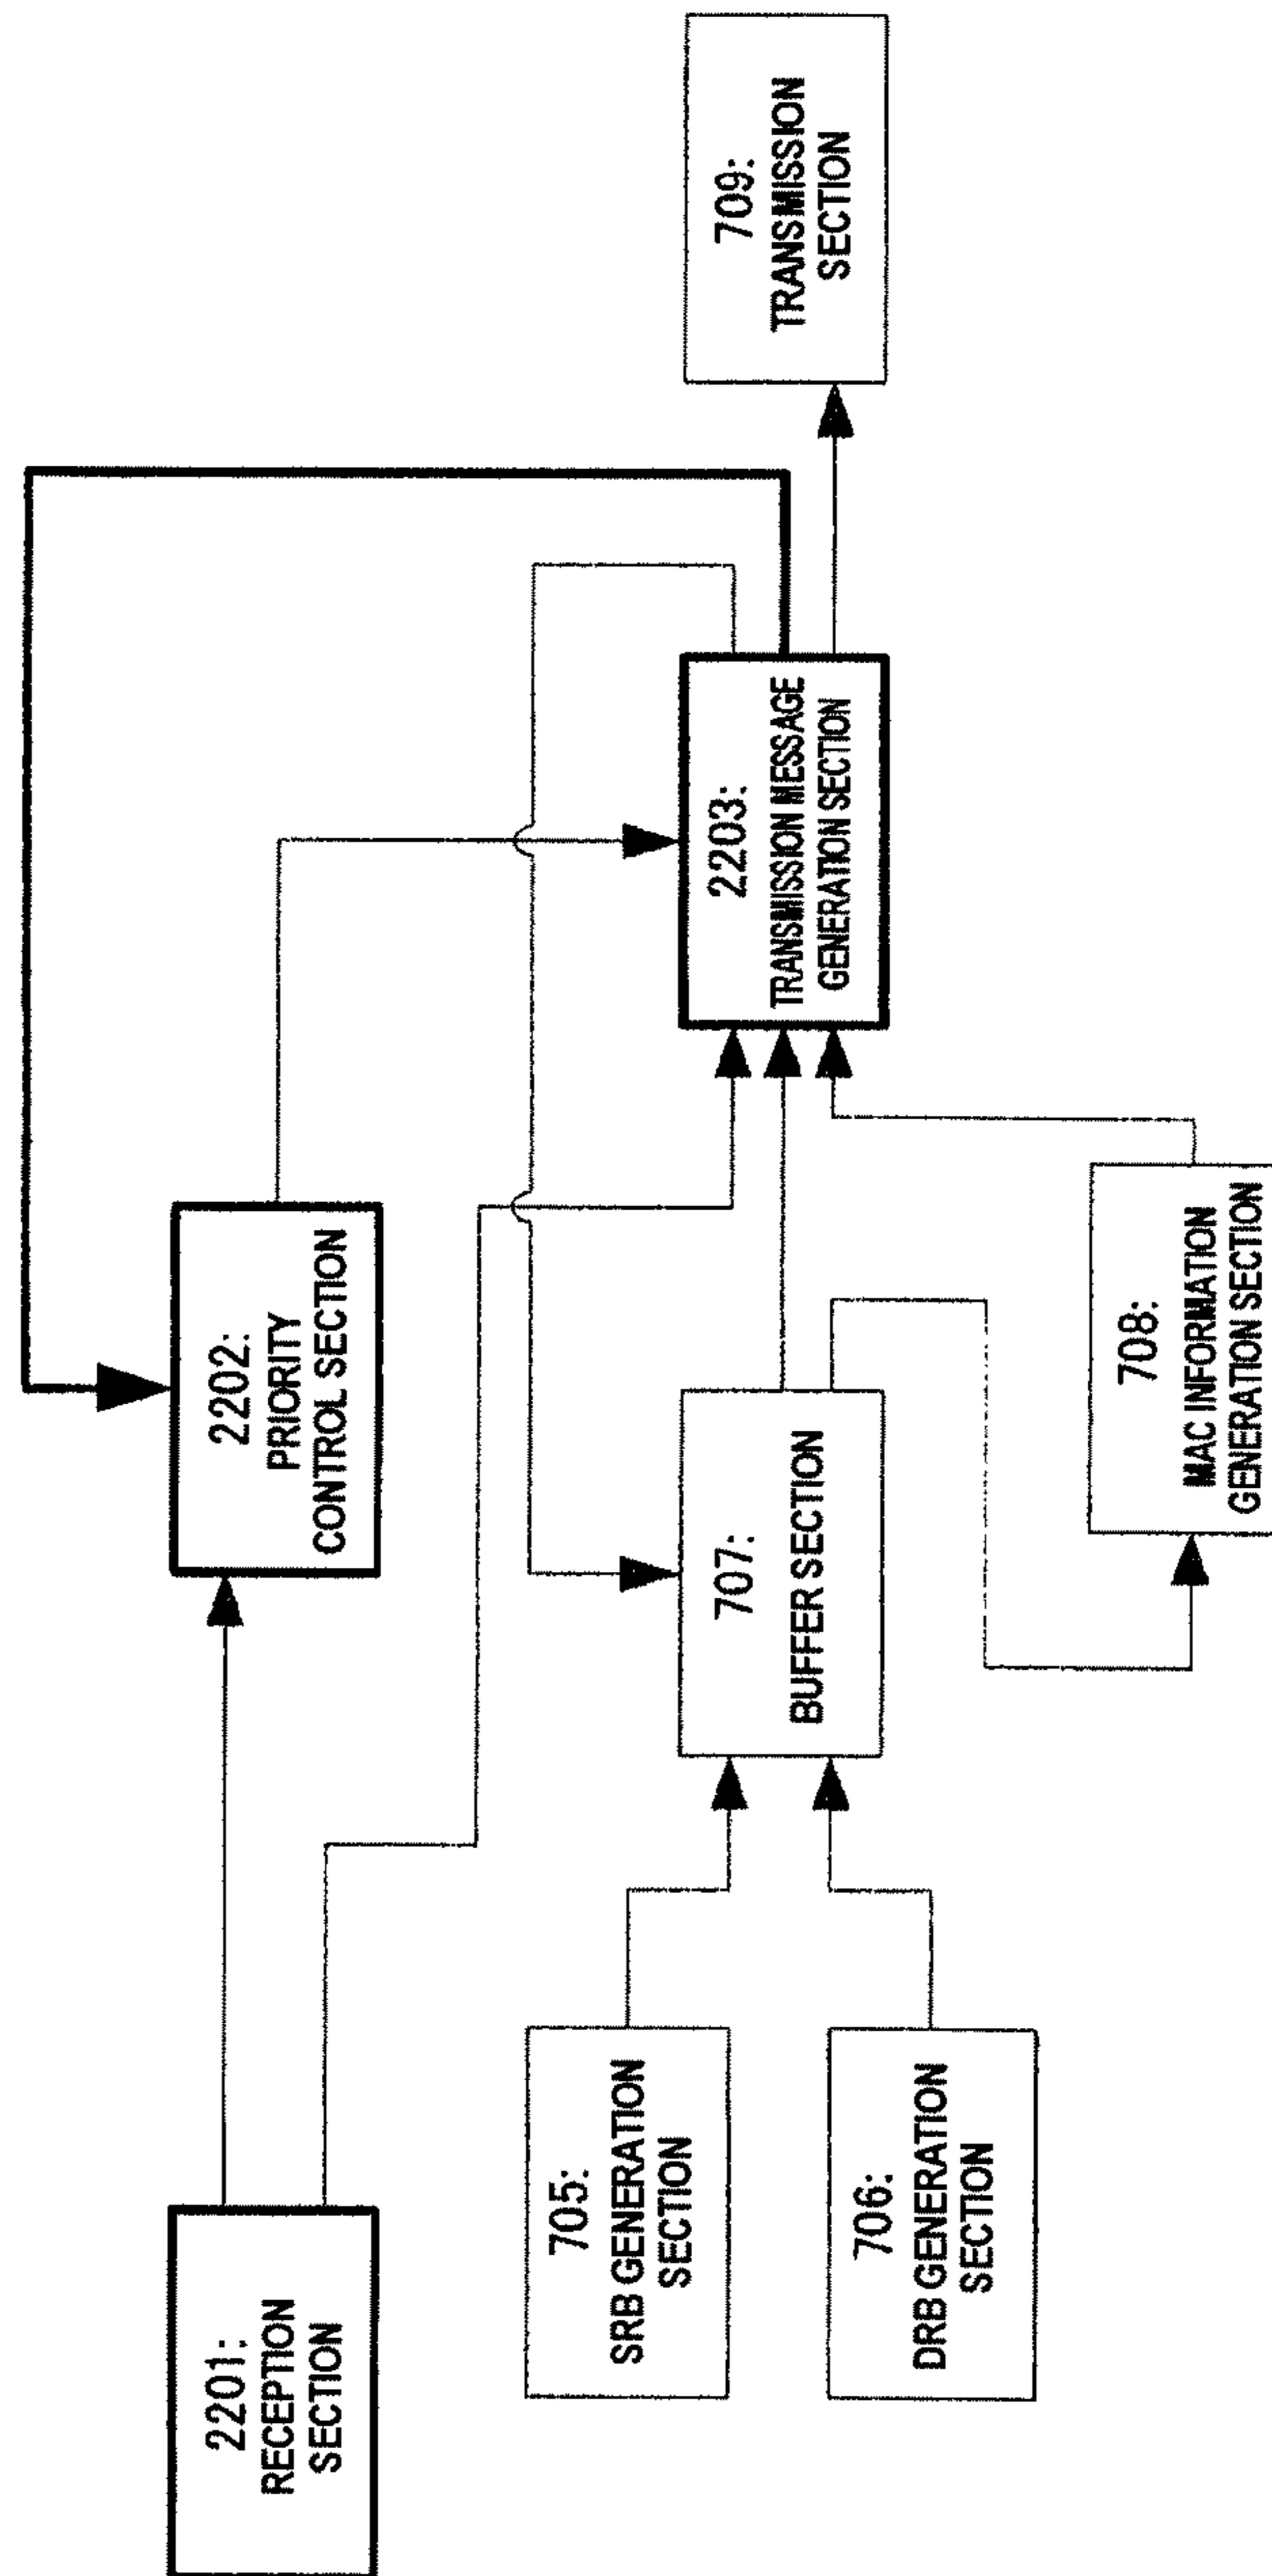 2201:
RECEPTION
SECTION
2202:
PRIORITY
CONTROL SECTION
705:
SRB GENERATION
SECTION
706:
DRB GENERATION
SECTION
707:
BUFFER SECTION
708:
MAC INFORMATION
GENERATION SECTION
2203:
TRANSMISSION MESSAGE
GENERATION SECTION
709:
TRANSMISSION
SECTION